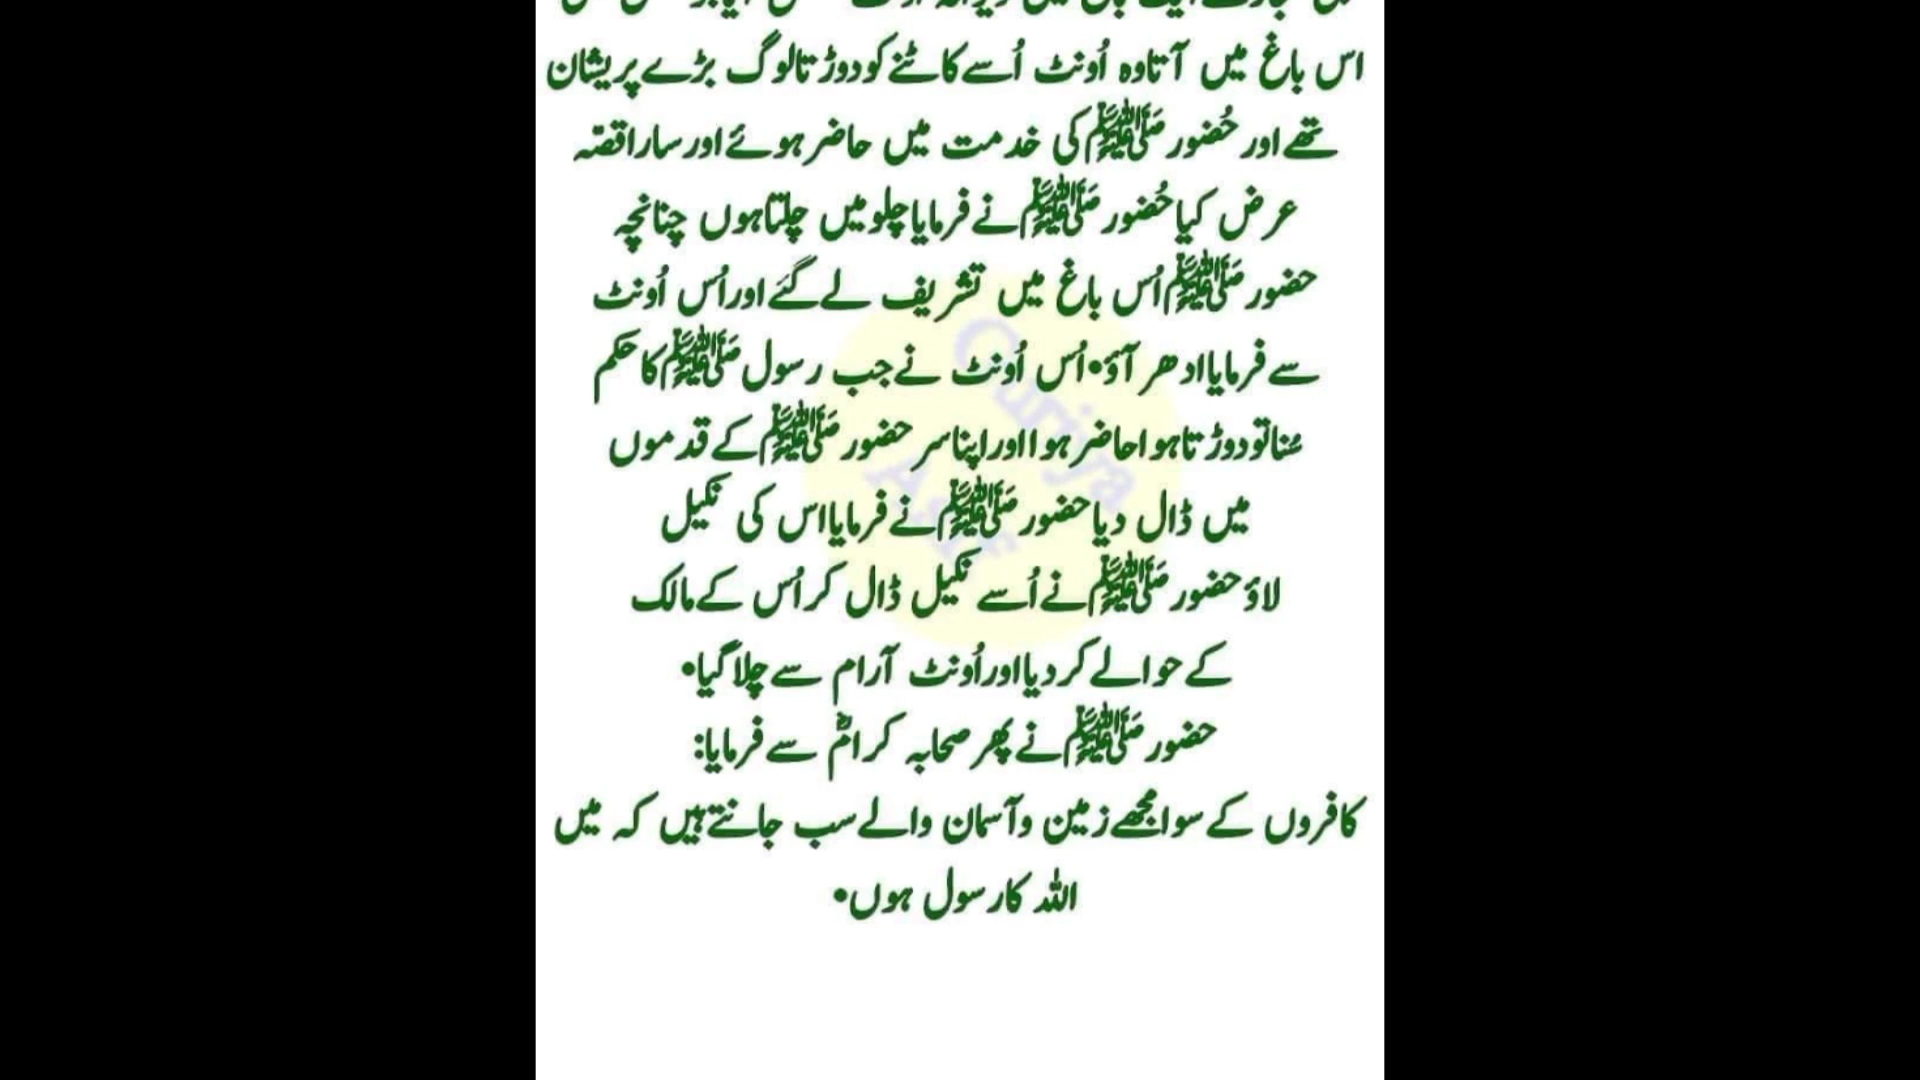 اس باغ میں آتا وہ اُونٹ اُسے کاٹنے کو دوڑتا لوگ بڑے پریشان
تھے اور حُضور ﷺ کی خدمت میں حاضر ہوئے اور سارا قصّہ
عرض کیا حُضور ﷺ نے فرمایا چلو میں چلتا ہوں چنانچہ
حضور ﷺ اُس باغ میں تشریف لے گئے اور اُس اُونٹ
سے فرمایا ادھر آؤ• اُس اُونٹ نے جب رسول ﷺ کا حکم
سُنا تو دوڑتا ہوا حاضر ہوا اور اپنا سر حضور ﷺ کے قدموں
میں ڈال دیا حضور ﷺ نے فرمایا اس کی نکیل
لاؤ حضور ﷺ نے اُسے نکیل ڈال کر اُس کے مالک
کے حوالے کر دیا اور اُونٹ آرام سے چلا گیا•
حضور ﷺ نے پھر صحابہ کرامؓ سے فرمایا:
کافروں کے سوا مجھے زمین و آسمان والے سب جانتے ہیں کہ میں
اللہ کا رسول ہوں•